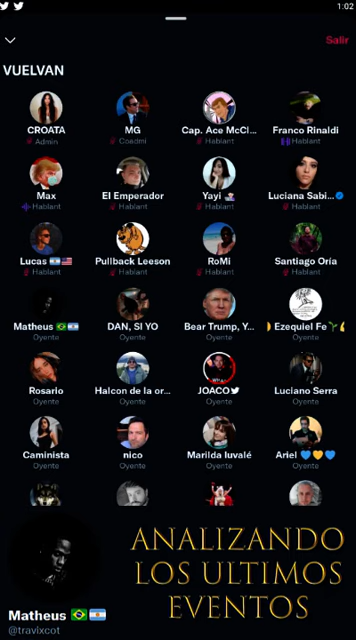 1:02
Salir
VUELVAN
CROATA MG Cap. Ace McCl... Franco Rinaldi
Admin Coadmi Hablant Hablant
Max El Emperador Yayi Luciana Sabi...
Hablant Hablant Hablant Hablant
Lucas 🇦🇷🇺🇸 Pullback Leeson RoMi Santiago Oría
Hablant Hablant Hablant Hablant
Matheus 🇧🇷🇦🇷 DAN, SI YO Bear Trump, Y... Ezequiel Fe
Oyente Oyente Oyente Oyente
Rosario Halcon de la or... JOACO Luciano Serra
Oyente Oyente Oyente Oyente
Caminista nico Marilda Iuvalé Ariel 💙💛💙
Oyente Oyente Oyente Oyente
ANALIZANDO
LOS ULTIMOS
EVENTOS
Matheus 🇧🇷🇦🇷
@travixcot